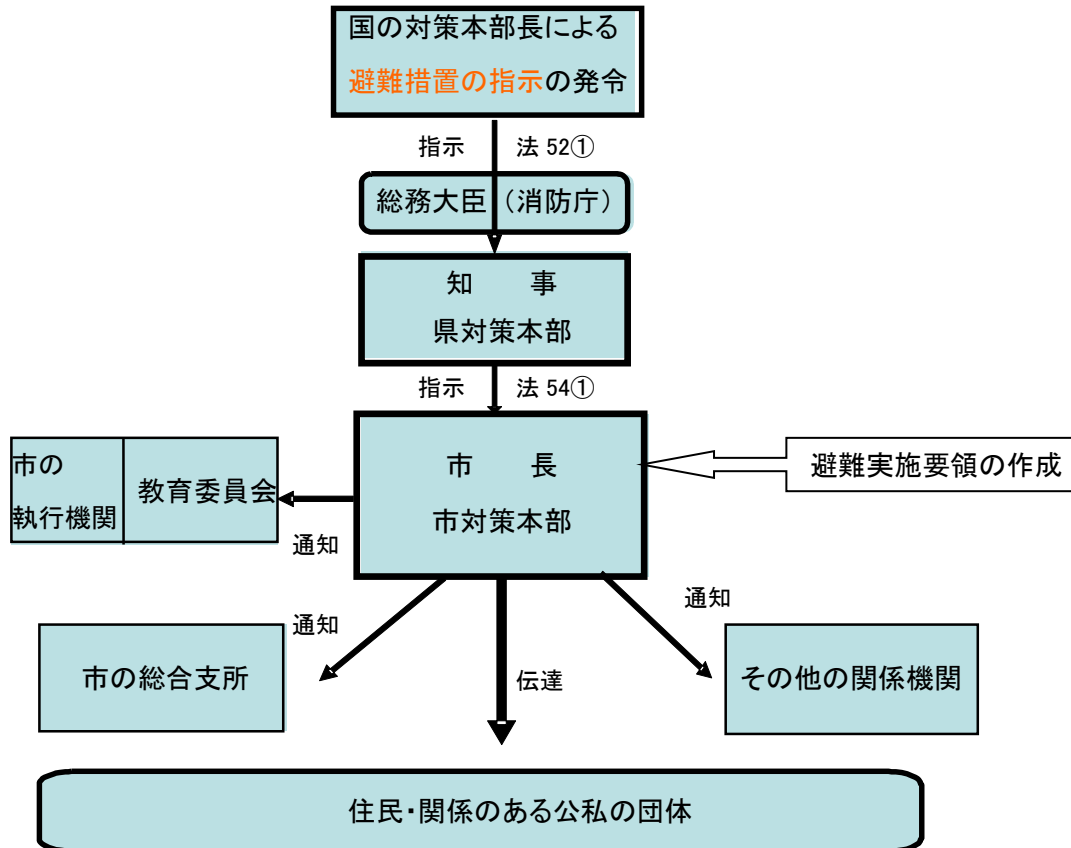 国の対策本部長による
避難措置の指示の発令
指示 法 52①
総務大臣（消防庁）
知 事
県対策本部
指示 法 54①
市 長
市対策本部
避難実施要領の作成
市の
執行機関
教育委員会
通知
通知
通知
市の総合支所
伝達
その他の関係機関
住民・関係のある公私の団体